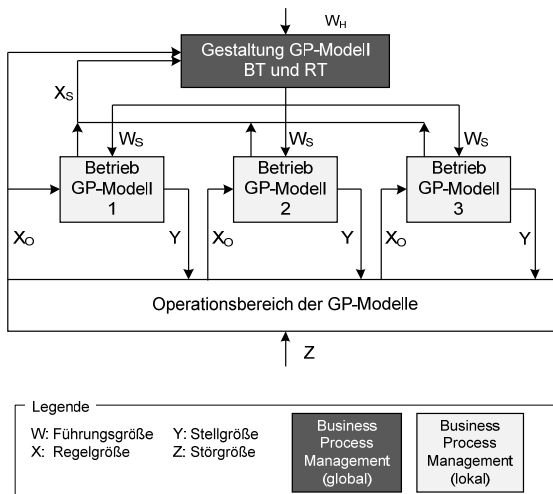 W_H
Gestaltung GP-Modell
BT und RT
X_S
W_S W_S W_S
Betrieb
GP-Modell
1
Betrieb
GP-Modell
2
Betrieb
GP-Modell
3
X_O Y X_O Y X_O Y
Operationsbereich der GP-Modelle
Z
Legende
W: Führungsgröße Y: Stellgröße
X: Regelgröße Z: Störgröße
Business
Process
Management
(global)
Business
Process
Management
(lokal)